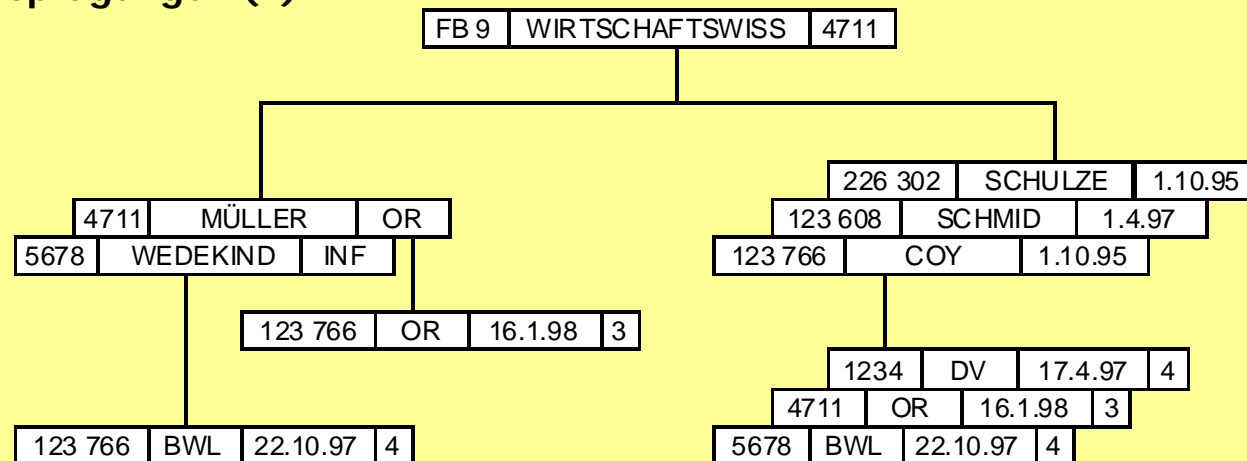 FB 9 WIRTSCHAFTSWISS 4711
226 302 SCHULZE 1.10.95
4711 MÜLLER OR
123 608 SCHMID 1.4.97
5678 WEDEKIND INF
123 766 COY 1.10.95
123 766 OR 16.1.98 3
1234 DV 17.4.97 4
4711 OR 16.1.98 3
123 766 BWL 22.10.97 4
5678 BWL 22.10.97 4